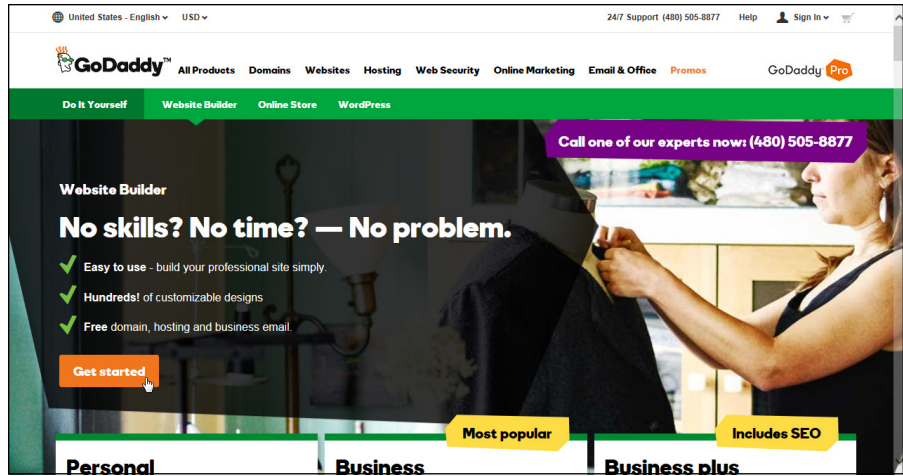 United States - English USD 24/7 Support (480) 505-8877 Help Sign In
GoDaddy™ All Products Domains Websites Hosting Web Security Online Marketing Email & Office Promos GoDaddy Pro
Do It Yourself Website Builder Online Store WordPress
Call one of our experts now: (480) 505-8877
Website Builder
No skills? No time? — No problem.
Easy to use - build your professional site simply.
Hundreds! of customizable designs
Free domain, hosting and business email.
Get started
Most popular Includes SEO
Personal Business Business plus